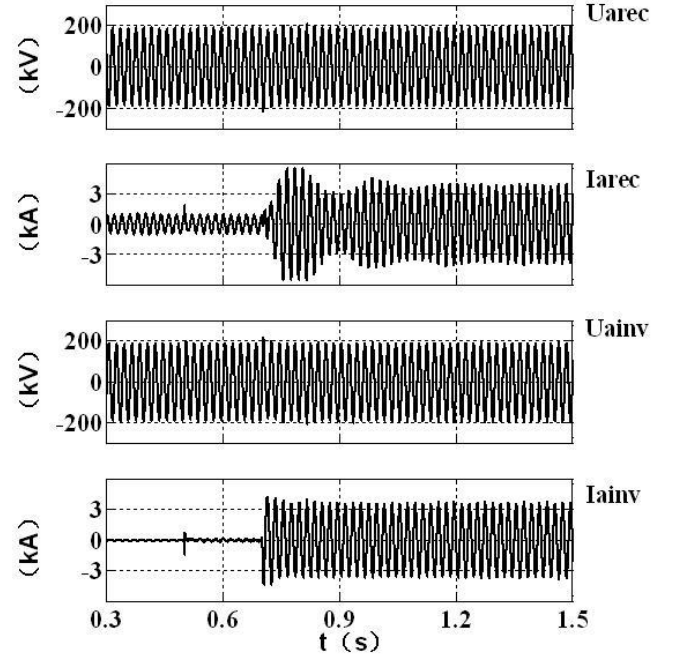 Uarec
200
0
-200
(kV)
Iarec
3
0
-3
(kA)
Uainv
200
0
-200
(kV)
Iainv
3
0
-3
(kA)
0.3 0.6 0.9 1.2 1.5
t (s)